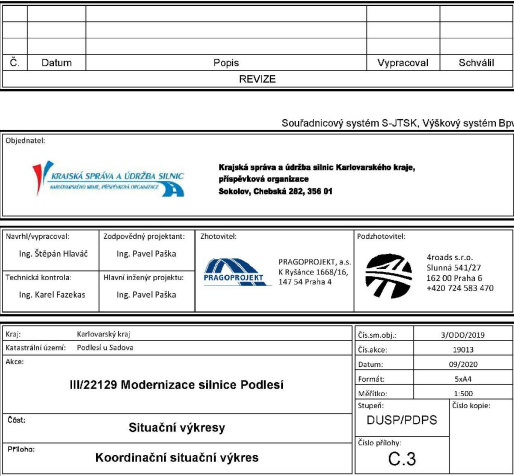 Č. Datum Popis Vypracoval Schválil
REVIZE
Souřadnicový systém S-JTSK, Výškový systém Bpv
Objednatel:
KRAJSKÁ SPRÁVA A ÚDRŽBA SILNIC
KARLOVARSKÉHO KRAJE, PŘÍSPĚVKOVÁ ORGANIZACE
Krajská správa a údržba silnic Karlovarského kraje,
příspěvková organizace
Sokolov, Chebská 282, 356 01
Navrhl/vypracoval:
Ing. Štěpán Hlaváč
Zodpovědný projektant:
Ing. Pavel Paška
Technická kontrola:
Ing. Karel Fazekas
Hlavní inženýr projektu:
Ing. Pavel Paška
Zhotovitel:
PRAGOPROJEKT
PRAGOPROJEKT, a.s.
K Ryšánce 1668/16,
147 54 Praha 4
Podzhotovitel:
4roads s.r.o.
Slunná 541/27
162 00 Praha 6
+420 724 583 470
Kraj: Karlovarský kraj
Katastrální území: Podlesí u Sadova
Akce:
III/22129 Modernizace silnice Podlesí
Část:
Situační výkresy
Příloha:
Koordinační situační výkres
Čís.sm.obj.: 3/ODO/2019
Čís.akce: 19013
Datum: 09/2020
Formát: 5xA4
Měřítko: 1:500
Stupeň:
DUSP/PDPS
Číslo kopie:
Číslo přílohy:
C.3